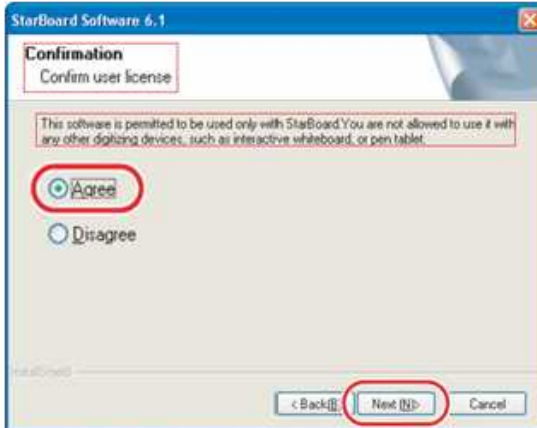 StarBoard Software 6.1
Confirmation
Confirm user license
This software is permitted to be used only with StarBoard.You are not allowed to use it with
any other digitizing devices, such as interactive whiteboard, or pen tablet.
Agree
Disagree
InstallShield
< Back(B) Next (N)> Cancel